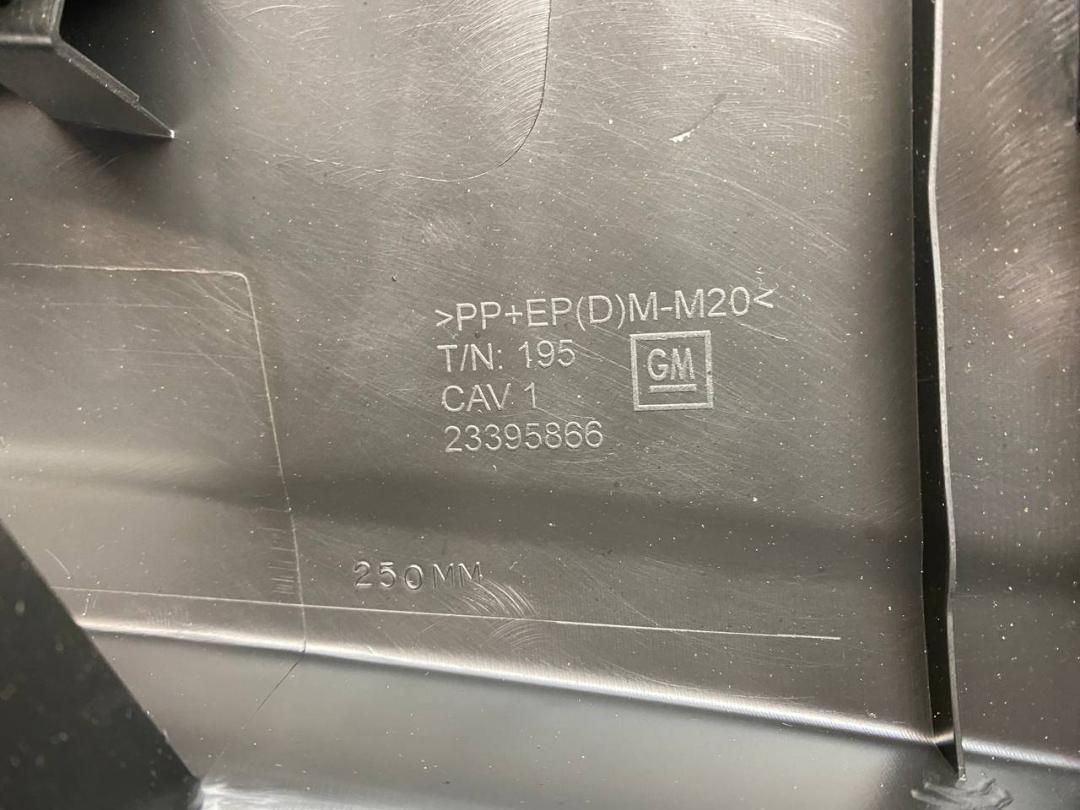 >PP+EP(D)M-M20<
T/N: 195
GM
CAV 1
23395866
250MM